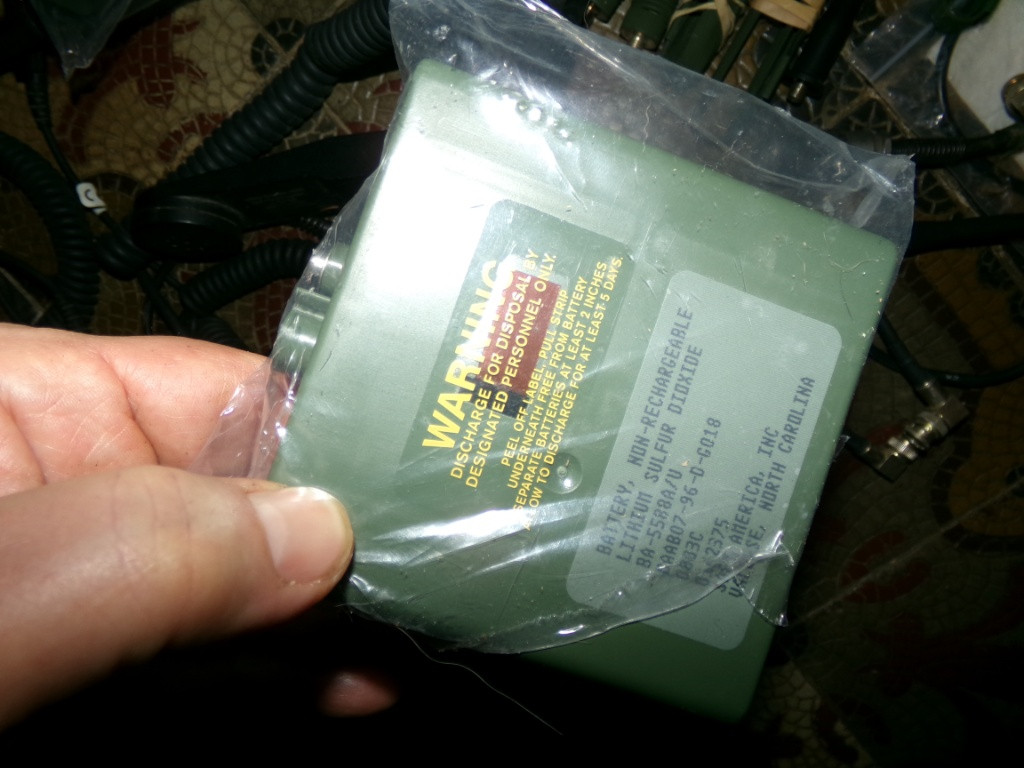 WARNING
DISCHARGE FOR DISPOSAL BY
DESIGNATED PERSONNEL ONLY.
PEEL OFF LABEL, PULL STRIP
UNDERNEATH FREE FROM BATTERY
SEPARATE BATTERIES AT LEAST 2 INCHES
TO DISCHARGE FOR AT LEAST 5 DAYS.
BATTERY, NON-RECHARGEABLE
LITHIUM SULFUR DIOXIDE
BA-5588A/U
DAAB07-96-D-GQ18
AMERICA, INC
NORTH CAROLINA
C